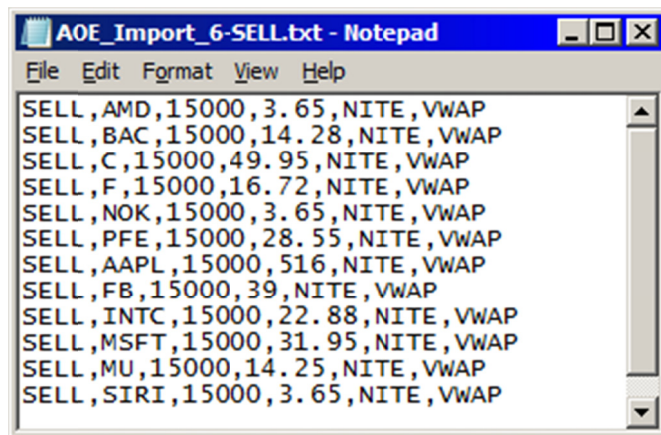 AOE_Import_6-SELL.txt - Notepad
File Edit Format View Help
SELL,AMD,15000,3.65,NITE,VWAP
SELL,BAC,15000,14.28,NITE,VWAP
SELL,C,15000,49.95,NITE,VWAP
SELL,F,15000,16.72,NITE,VWAP
SELL,NOK,15000,3.65,NITE,VWAP
SELL,PFE,15000,28.55,NITE,VWAP
SELL,AAPL,15000,516,NITE,VWAP
SELL,FB,15000,39,NITE,VWAP
SELL,INTC,15000,22.88,NITE,VWAP
SELL,MSFT,15000,31.95,NITE,VWAP
SELL,MU,15000,14.25,NITE,VWAP
SELL,SIRI,15000,3.65,NITE,VWAP